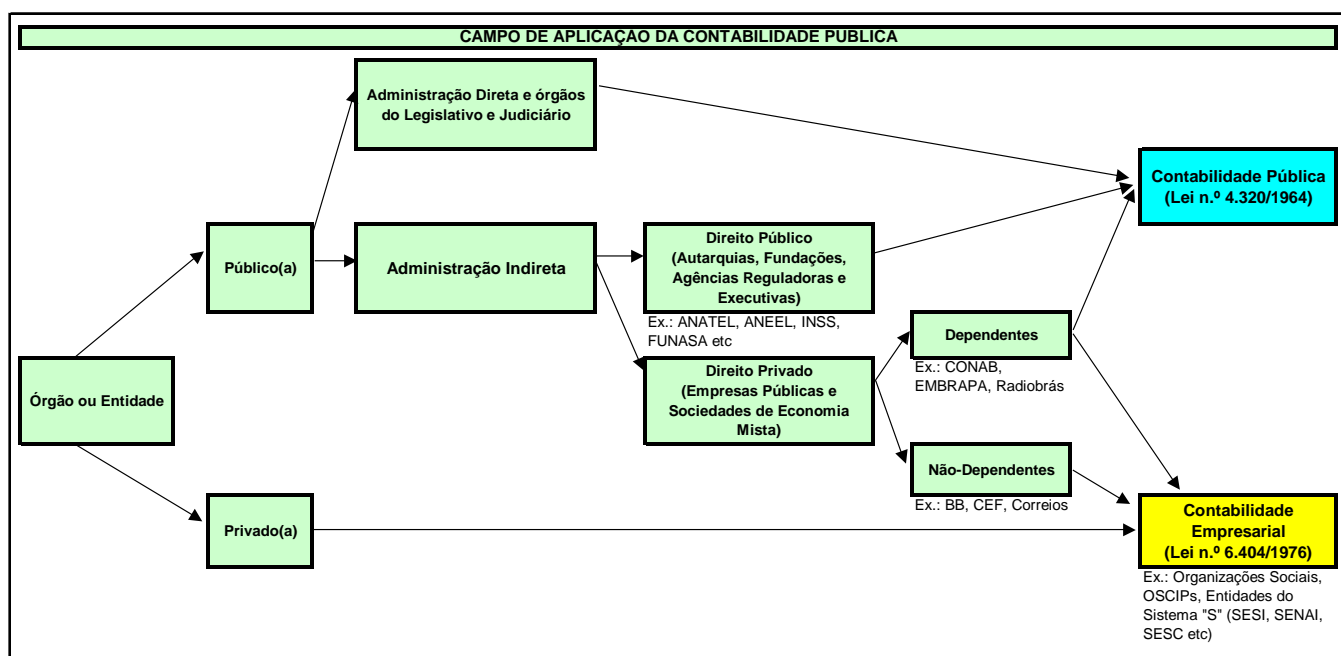 CAMPO DE APLICAÇAO DA CONTABILIDADE PUBLICA
Administração Direta e órgãos
do Legislativo e Judiciário
Contabilidade Pública
(Lei n.º 4.320/1964)
Público(a)
Administração Indireta
Direito Público
(Autarquias, Fundações,
Agências Reguladoras e
Executivas)
Ex.: ANATEL, ANEEL, INSS,
FUNASA etc
Dependentes
Ex.: CONAB,
EMBRAPA, Radiobrás
Órgão ou Entidade
Direito Privado
(Empresas Públicas e
Sociedades de Economia
Mista)
Não-Dependentes
Ex.: BB, CEF, Correios
Privado(a)
Contabilidade
Empresarial
(Lei n.º 6.404/1976)
Ex.: Organizações Sociais,
OSCIPs, Entidades do
Sistema "S" (SESI, SENAI,
SESC etc)